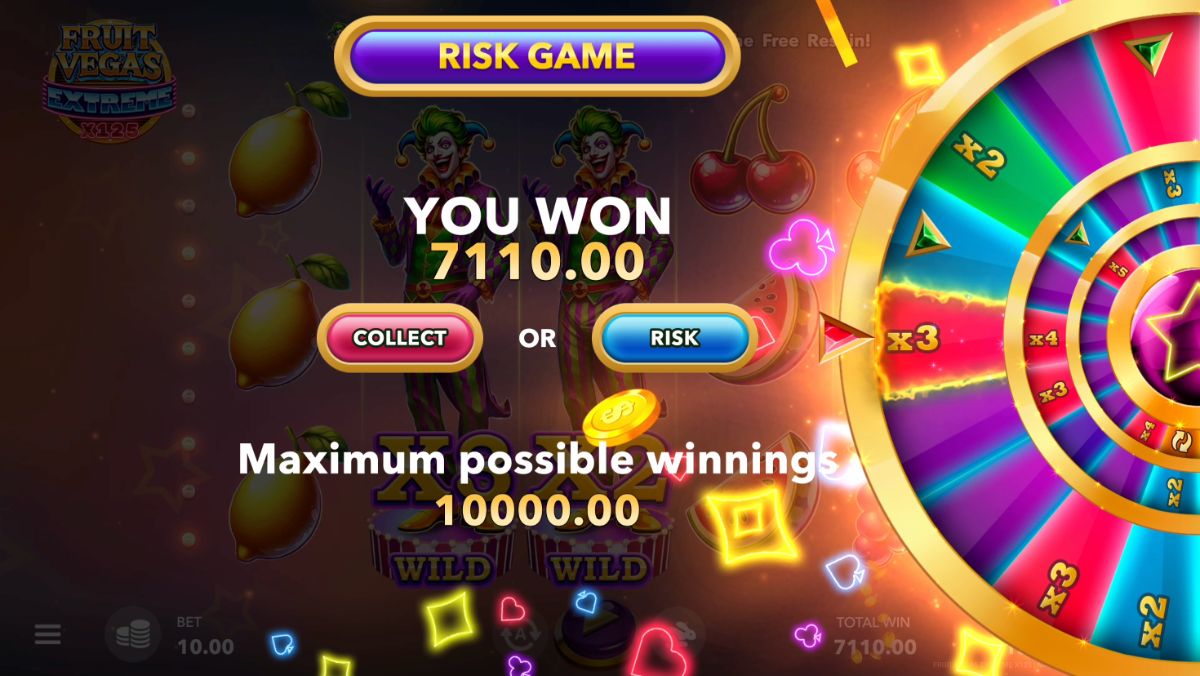 FRUIT
VEGAS
EXTREME
X125
RISK GAME
he Free Respin!
YOU WON
7110.00
COLLECT
OR
RISK
Maximum possible winnings
10000.00
X3
X2
WILD
WILD
BET
10.00
TOTAL WIN
7110.00
x2
x3
x3
x2
x3
x4
x3
x2
x5
x4